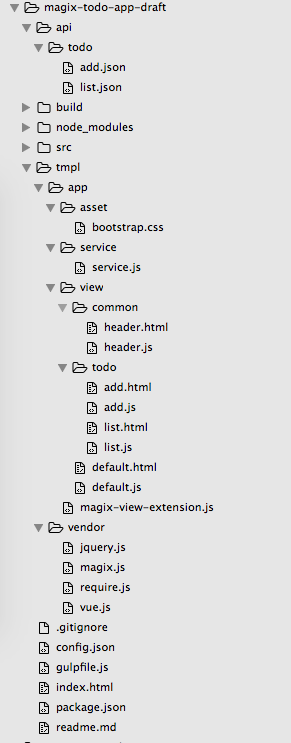 magix-todo-app-draft
api
todo
add.json
list.json
build
node_modules
src
tmpl
app
asset
bootstrap.css
service
service.js
view
common
header.html
header.js
todo
add.html
add.js
list.html
list.js
default.html
default.js
magix-view-extension.js
vendor
jquery.js
magix.js
require.js
vue.js
.gitignore
config.json
gulpfile.js
index.html
package.json
readme.md